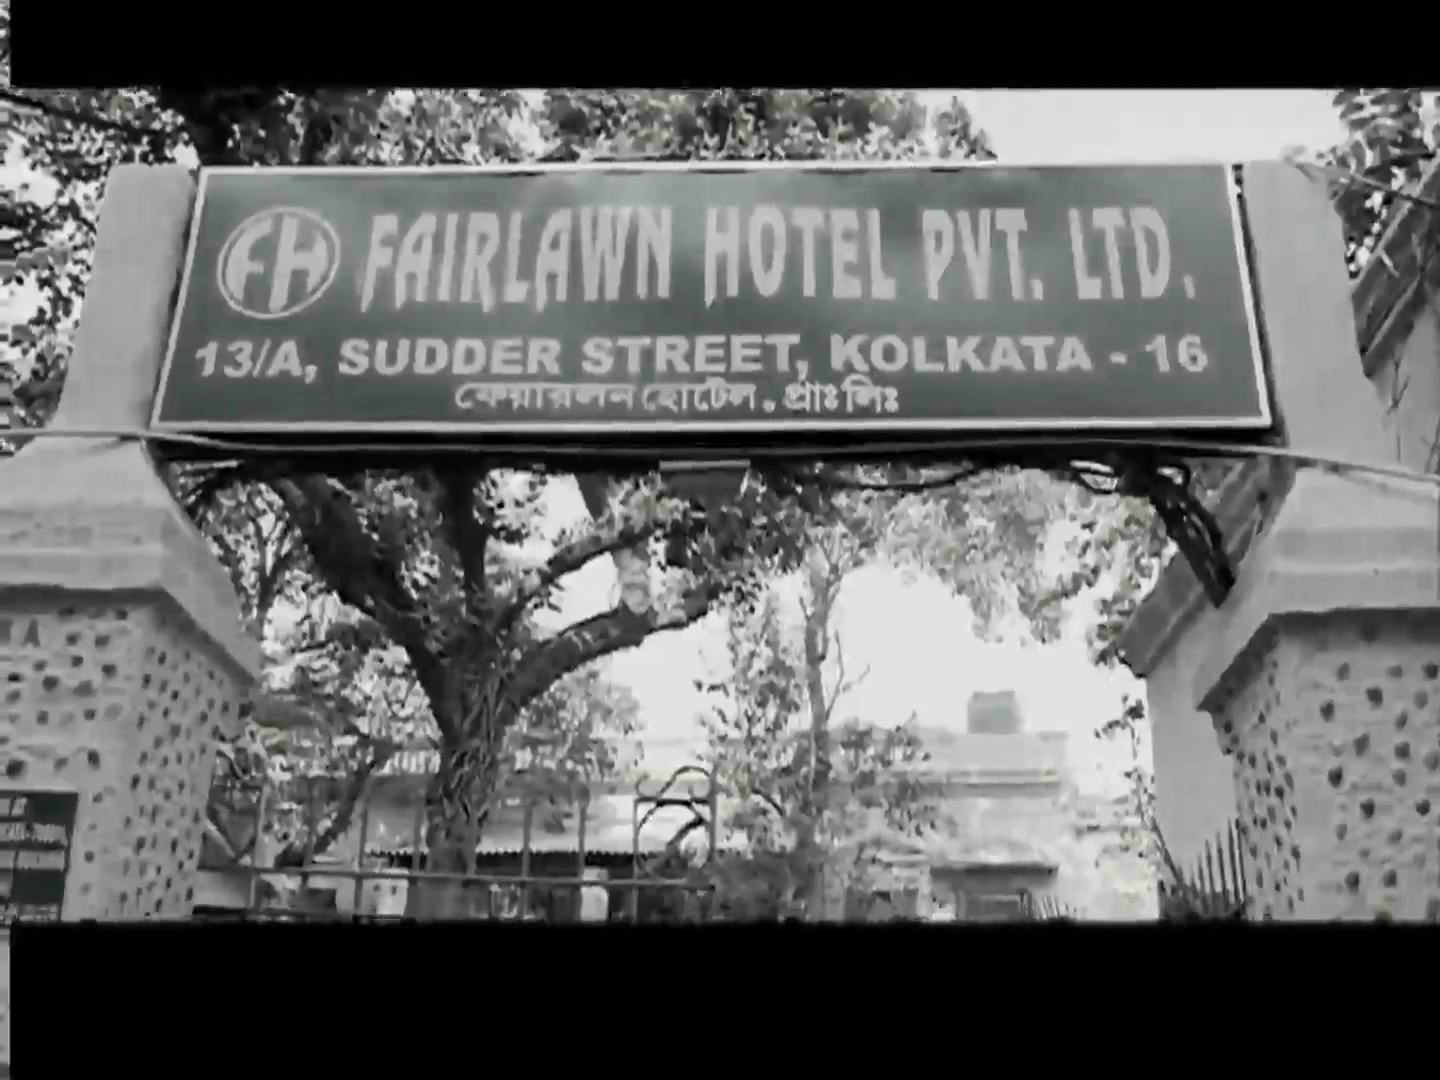 FH FAIRLAWN HOTEL PVT. LTD.
13/A, SUDDER STREET, KOLKATA - 16
ফেয়ারলন হোটেল . প্রাঃ লিঃ